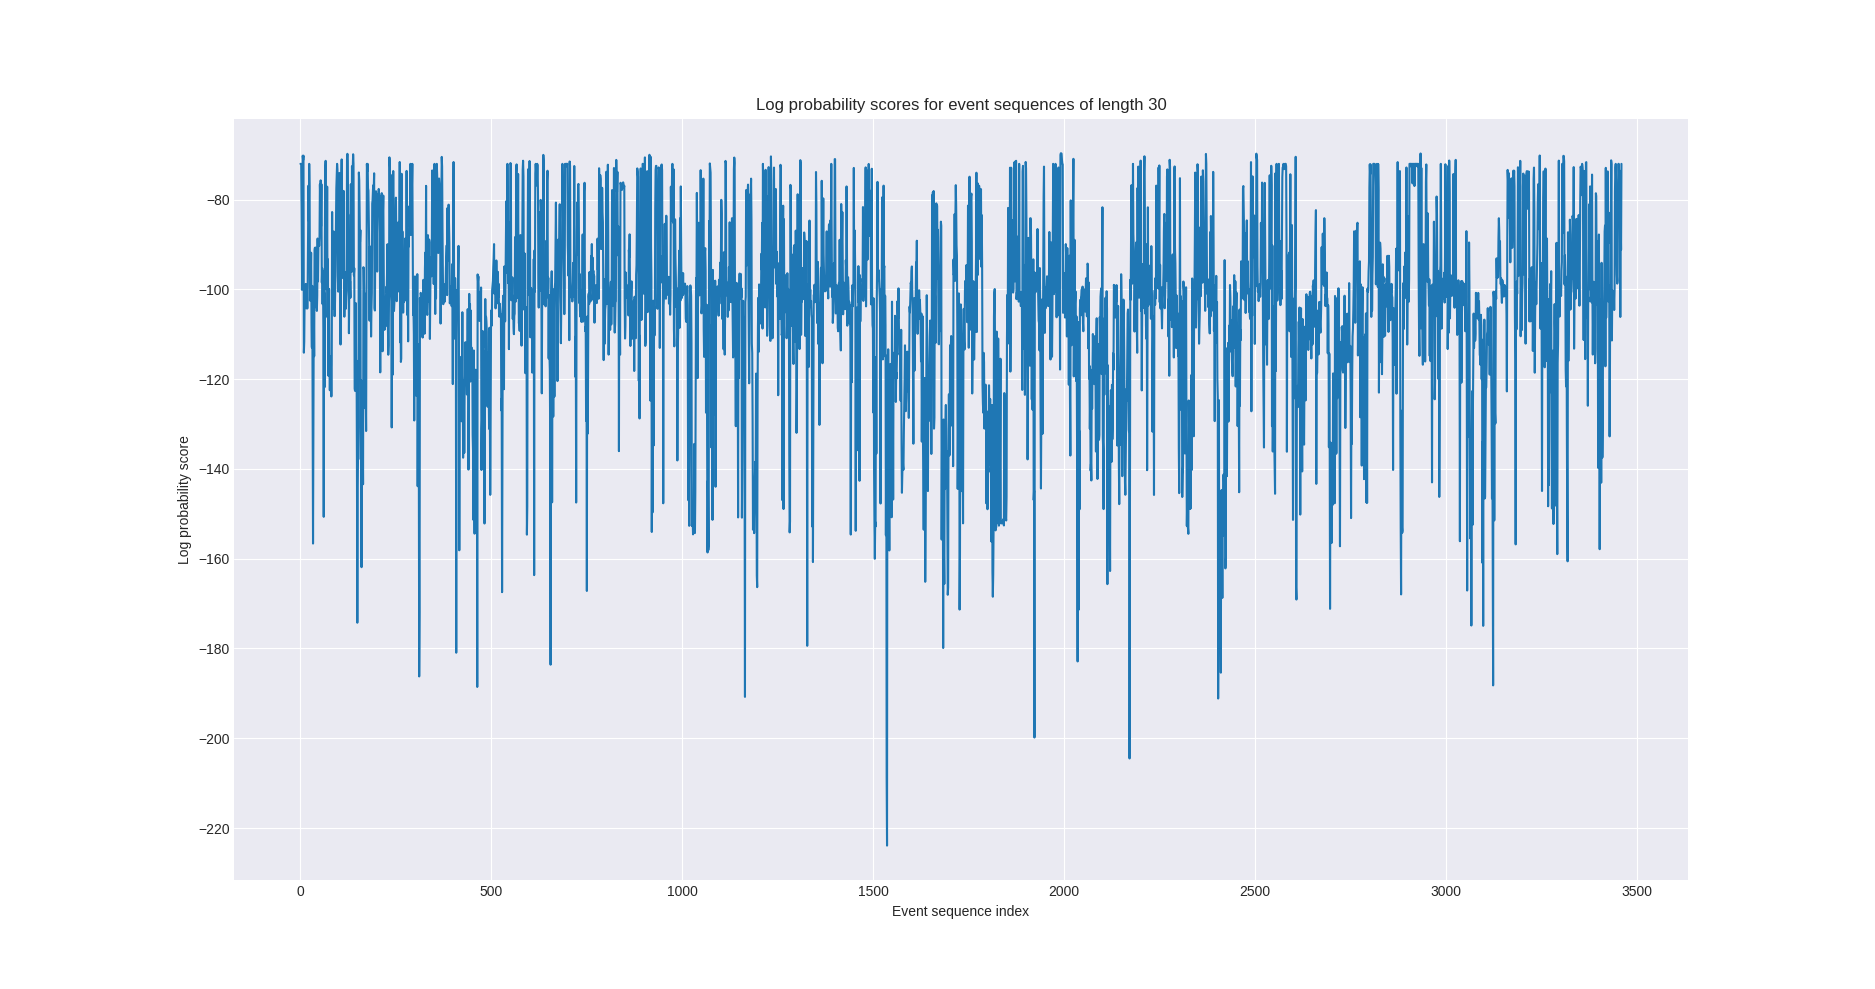 Log probability scores for event sequences of length 30
Log probability score
−80
−100
−120
−140
−160
−180
−200
−220
0 500 1000 1500 2000 2500 3000 3500
Event sequence index